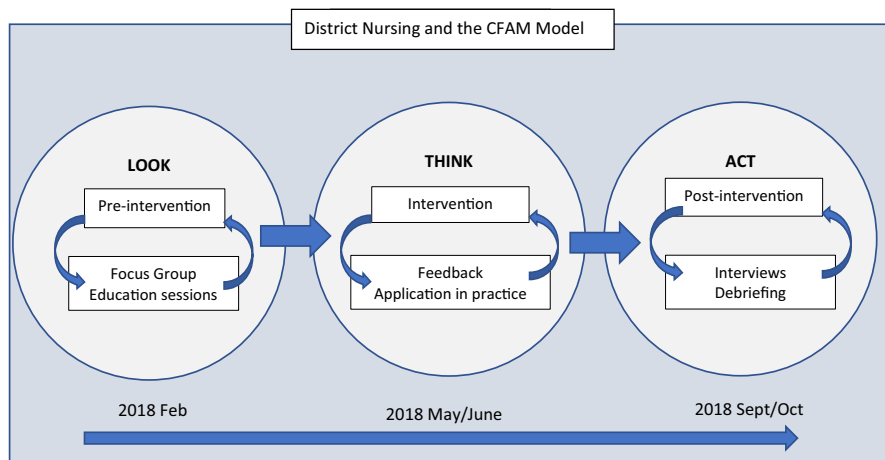 District Nursing and the CFAM Model
LOOK
Pre-intervention
Focus Group
Education sessions
2018 Feb
THINK
Intervention
Feedback
Application in practice
2018 May/June
ACT
Post-intervention
Interviews
Debriefing
2018 Sept/Oct